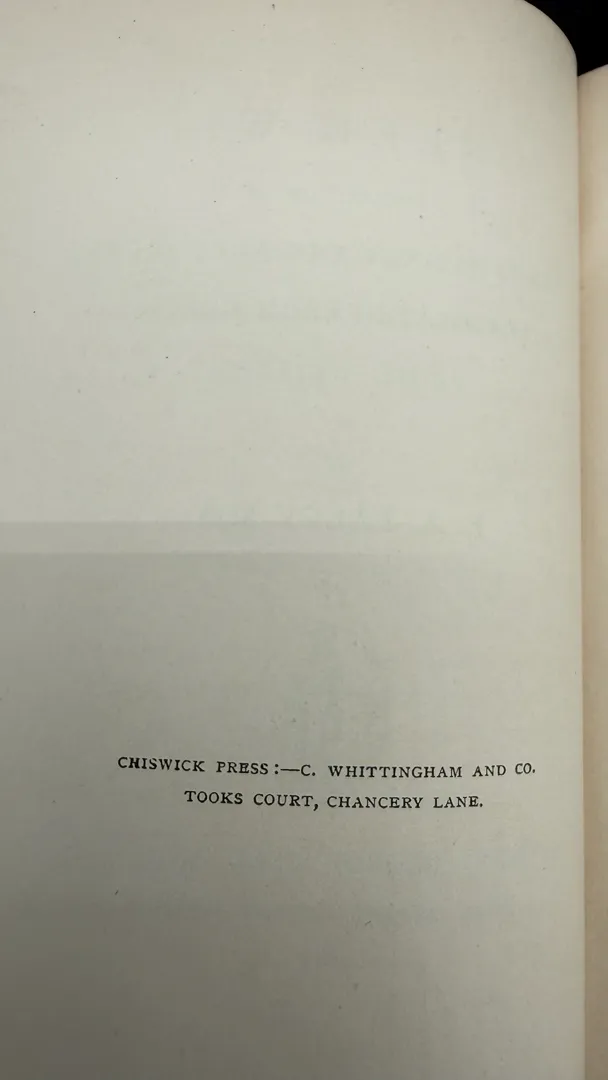 CHISWICK PRESS:—C. WHITTINGHAM AND CO.
TOOKS COURT, CHANCERY LANE.